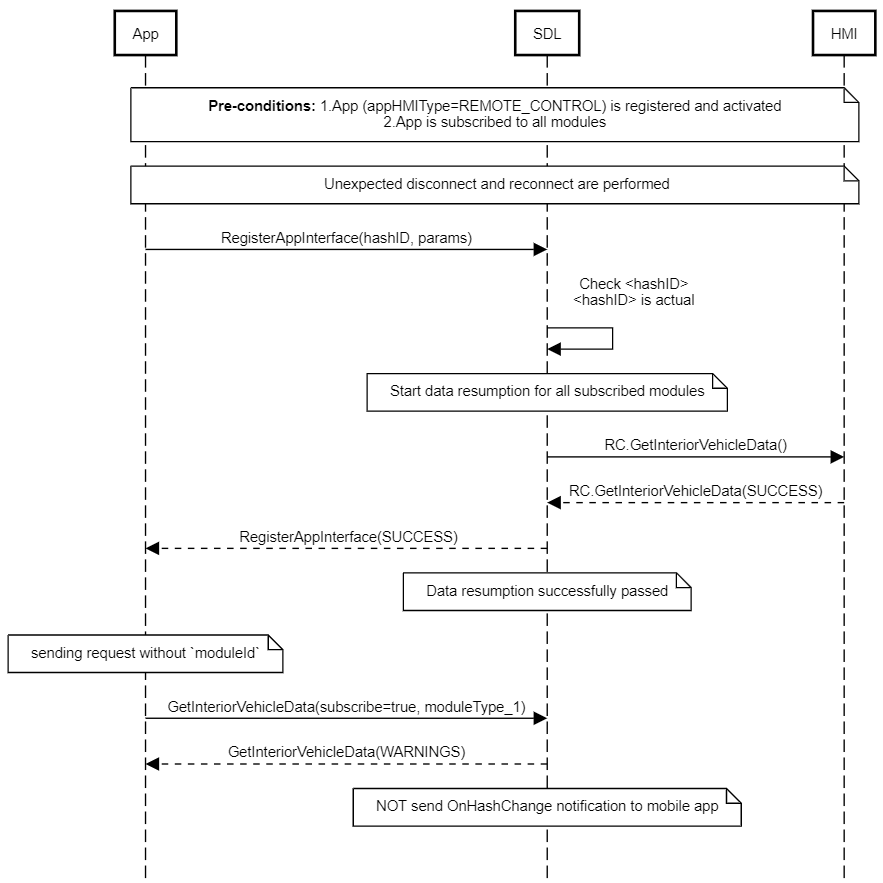 App
SDL
HMI
Pre-conditions: 1.App (appHMIType=REMOTE_CONTROL) is registered and activated
2.App is subscribed to all modules
Unexpected disconnect and reconnect are performed
RegisterAppInterface(hashID, params)
Check <hashID>
<hashID> is actual
Start data resumption for all subscribed modules
RC.GetInteriorVehicleData()
RC.GetInteriorVehicleData(SUCCESS)
RegisterAppInterface(SUCCESS)
Data resumption successfully passed
sending request without `moduleId`
GetInteriorVehicleData(subscribe=true, moduleType_1)
GetInteriorVehicleData(WARNINGS)
NOT send OnHashChange notification to mobile app